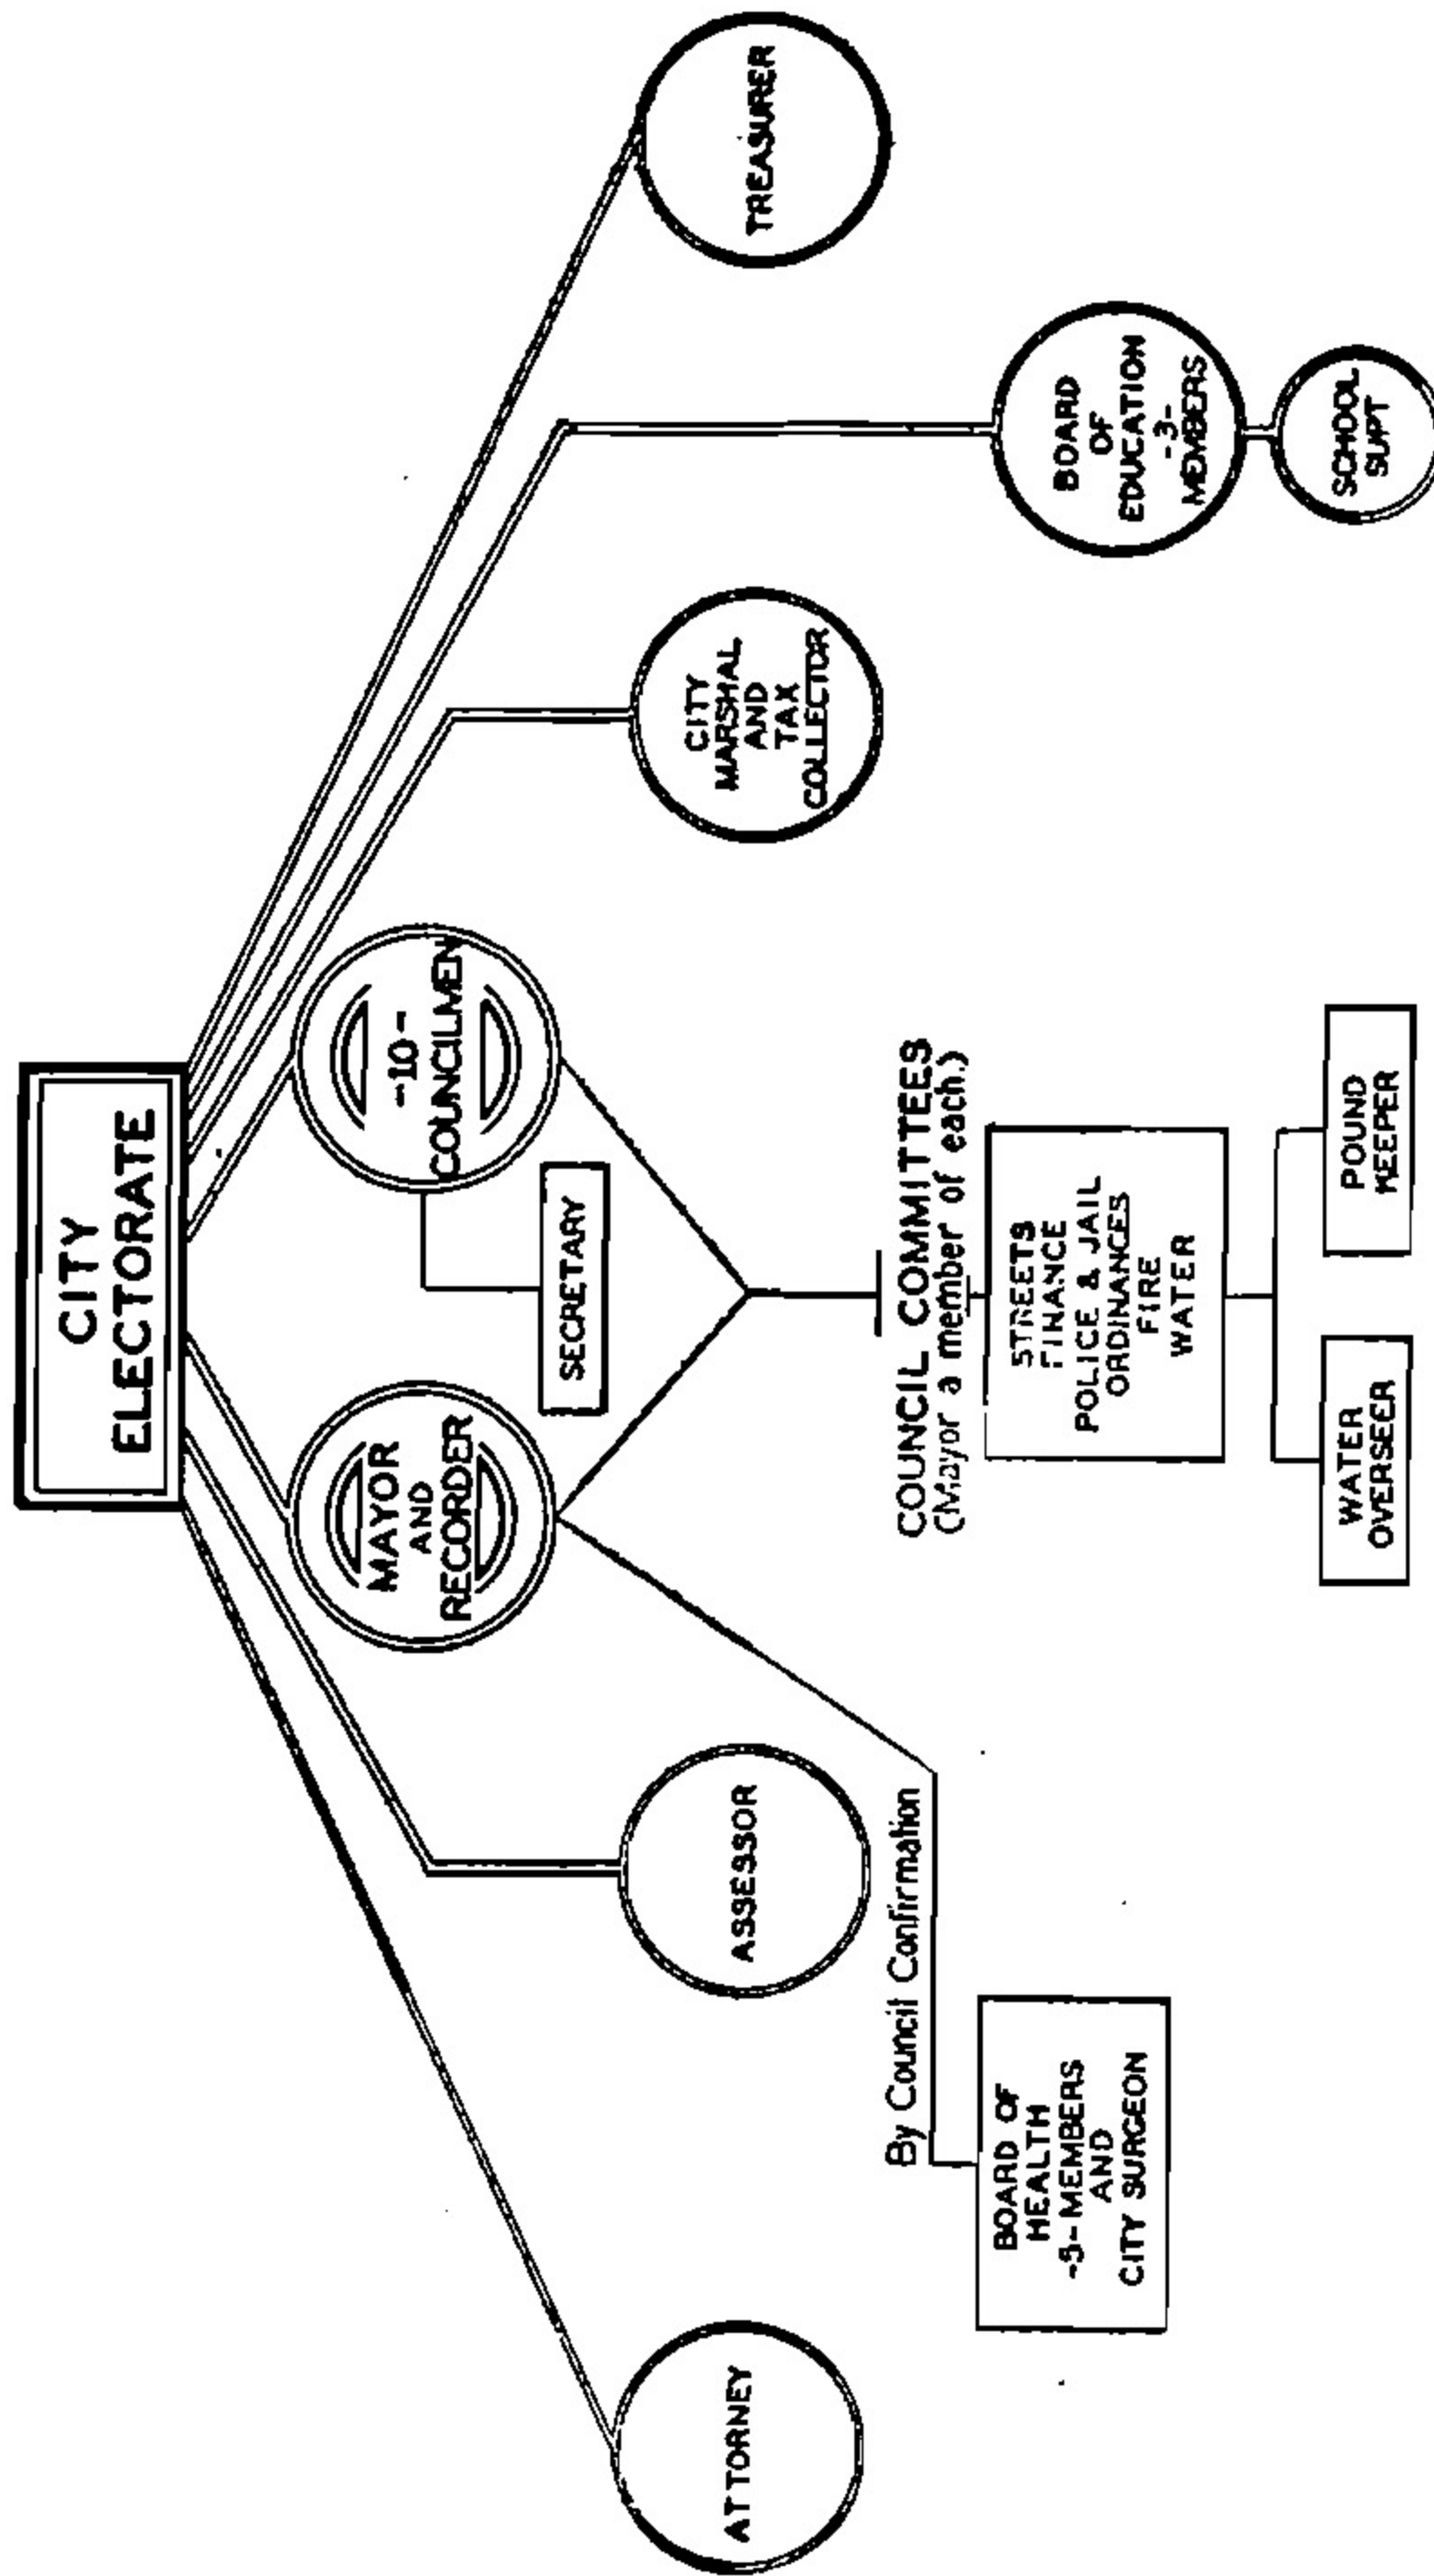 CITY
ELECTORATE
MAYOR
AND
RECORDER
-10-
COUNCILMEN
SECRETARY
ATTORNEY
ASSESSOR
CITY
MARSHAL
AND
TAX
COLLECTOR
TREASURER
By Council Confirmation
BOARD OF
HEALTH
-5-MEMBERS
AND
CITY SURGEON
COUNCIL COMMITTEES
(Mayor a member of each.)
STREETS
FINANCE
POLICE & JAIL
ORDINANCES
FIRE
WATER
BOARD
OF
EDUCATION
-3-
MEMBERS
SCHOOL
SUPT
WATER
OVERSEER
POUND
KEEPER